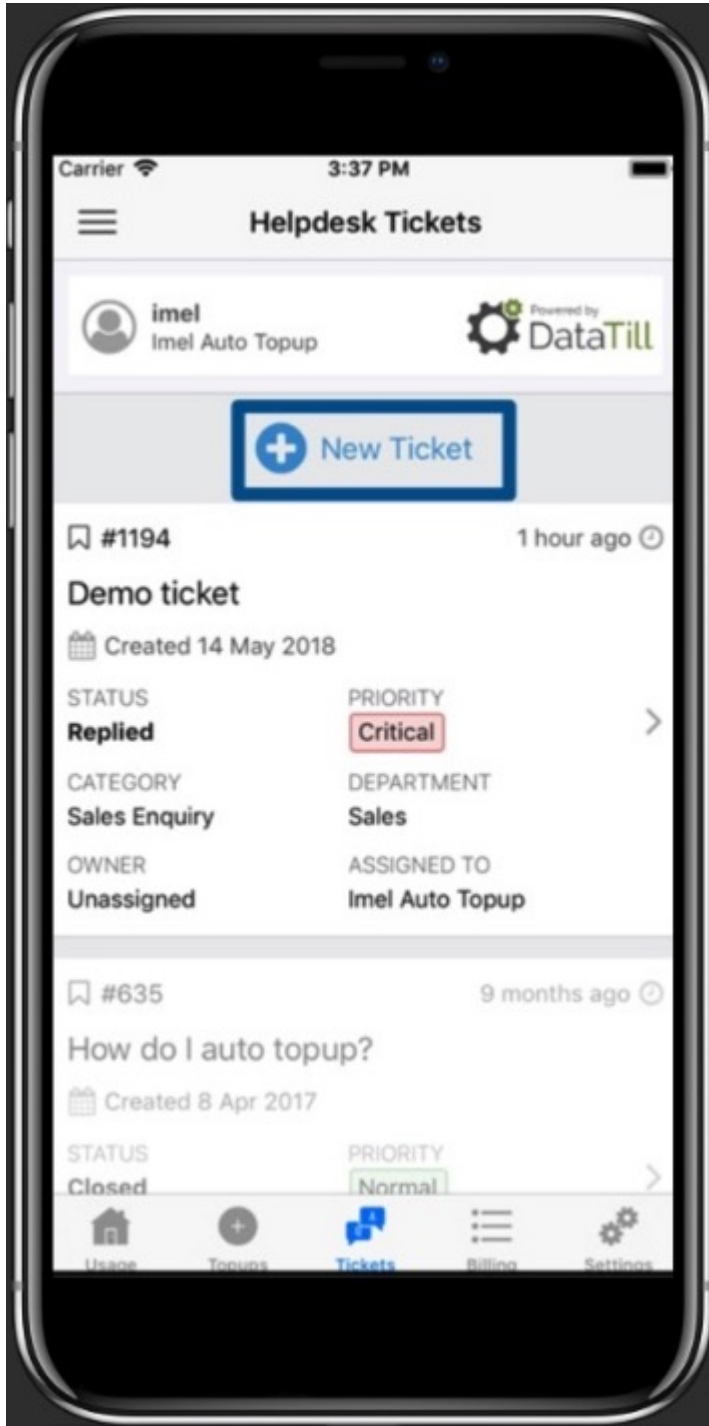 Carrier 3:37 PM
Helpdesk Tickets
imel
Imel Auto Topup
Powered by
DataTill
New Ticket
#1194 1 hour ago
Demo ticket
Created 14 May 2018
STATUS PRIORITY
Replied Critical
CATEGORY DEPARTMENT
Sales Enquiry Sales
OWNER ASSIGNED TO
Unassigned Imel Auto Topup
#635 9 months ago
How do I auto topup?
Created 8 Apr 2017
STATUS PRIORITY
Closed Normal
Usage Topups Tickets Billing Settings